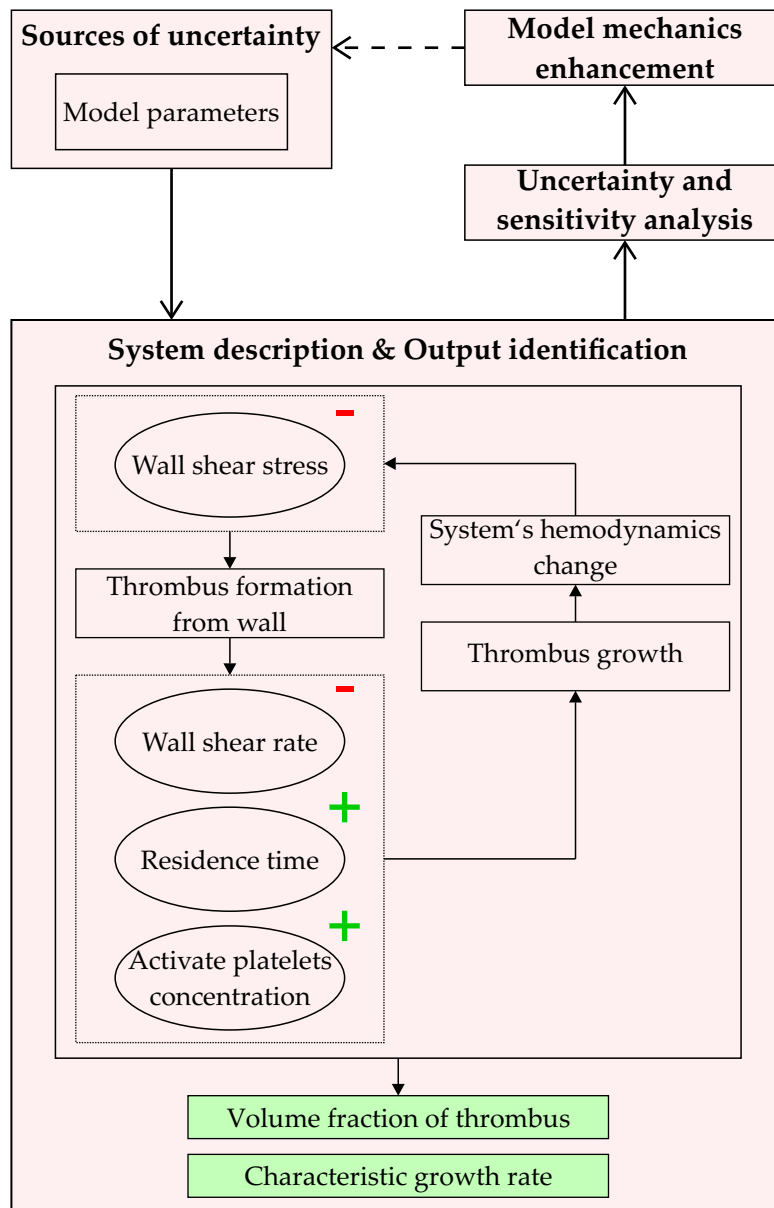 Sources of uncertainty
Model parameters
Model mechanics
enhancement
Uncertainty and
sensitivity analysis
System description & Output identification
Wall shear stress
Thrombus formation
from wall
Wall shear rate
Residence time
Activate platelets
concentration
System‘s hemodynamics
change
Thrombus growth
Volume fraction of thrombus
Characteristic growth rate